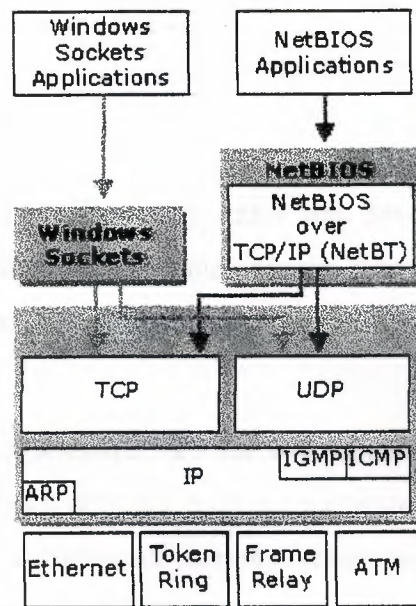 Windows
Sockets
Applications
NetBIOS
Applications
NetBIOS
NetBIOS
over
TCP/IP (NetBT)
Windows
Sockets
TCP
UDP
IP
IGMP
ICMP
ARP
Ethernet
Token
Ring
Frame
Relay
ATM